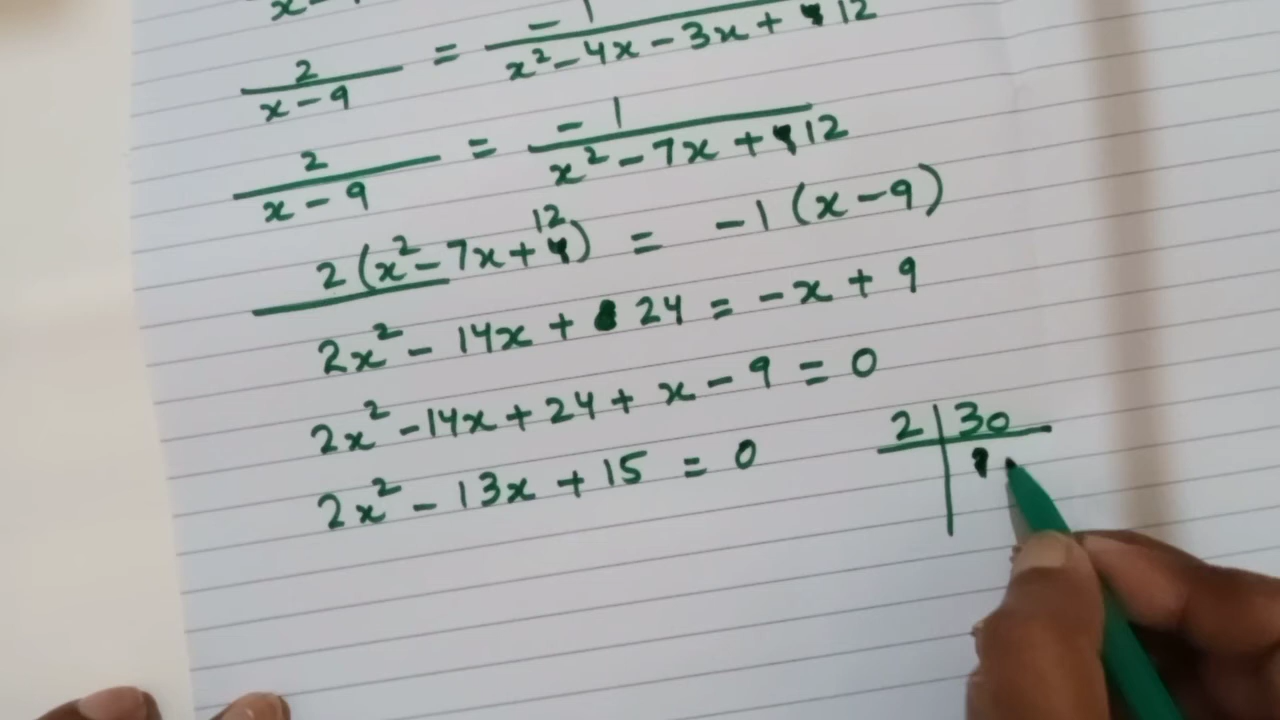 2/(x-9) = -1/(x²-4x-3x+12)
2/(x-9) = -1/(x²-7x+12)
2(x²-7x+12) = -1(x-9)
2x²-14x+24 = -x+9
2x²-14x+24+x-9=0
2x²-13x+15=0
2|30